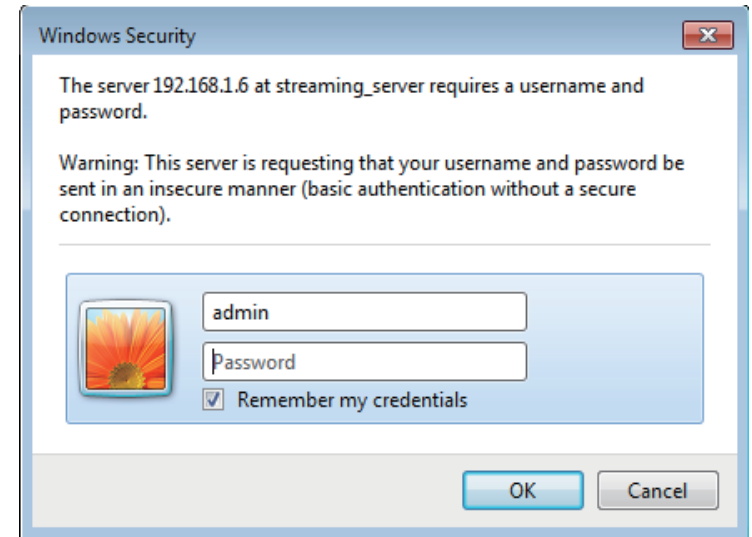 Windows Security
The server 192.168.1.6 at streaming_server requires a username and
password.
Warning: This server is requesting that your username and password be
sent in an insecure manner (basic authentication without a secure
connection).
admin
Password
Remember my credentials
OK Cancel